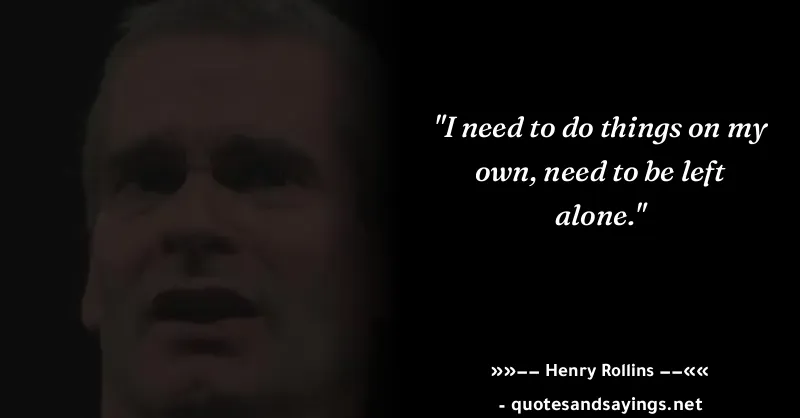 "I need to do things on my
own, need to be left
alone."
»»–– Henry Rollins ––««
- quotesandsayings.net